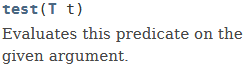 test(T t)
Evaluates this predicate on the
given argument.